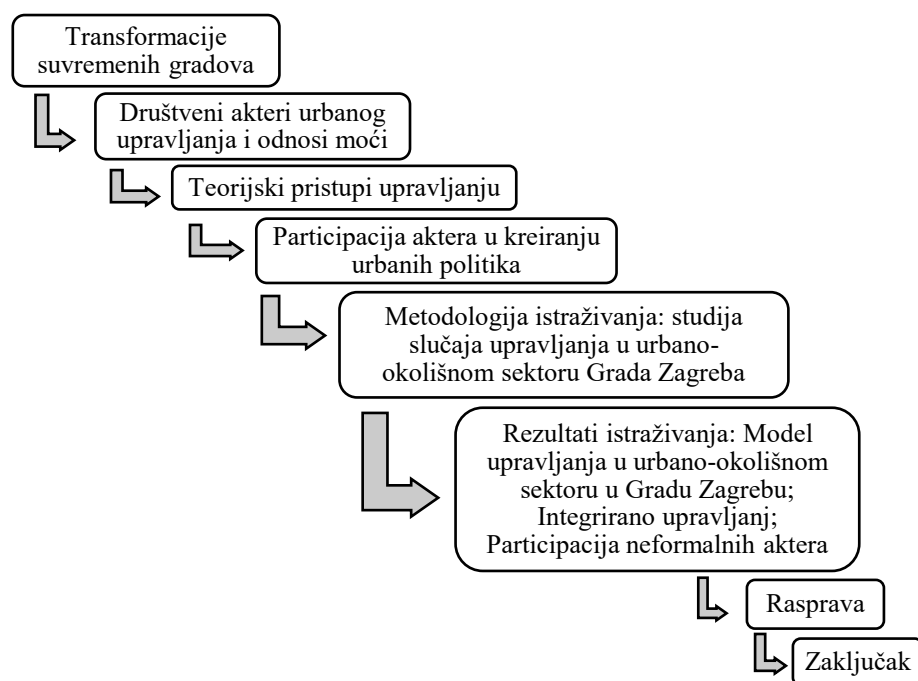 Transformacije
suvremenih gradova
Društveni akteri urbanog
upravljanja i odnosi moći
Teorijski pristupi upravljanju
Participacija aktera u kreiranju
urbanih politika
Metodologija istraživanja: studija
slučaja upravljanja u urbano-
okolišnom sektoru Grada Zagreba
Rezultati istraživanja: Model
upravljanja u urbano-okolišnom
sektoru u Gradu Zagrebu;
Integrirano upravljanj;
Participacija neformalnih aktera
Rasprava
Zaključak